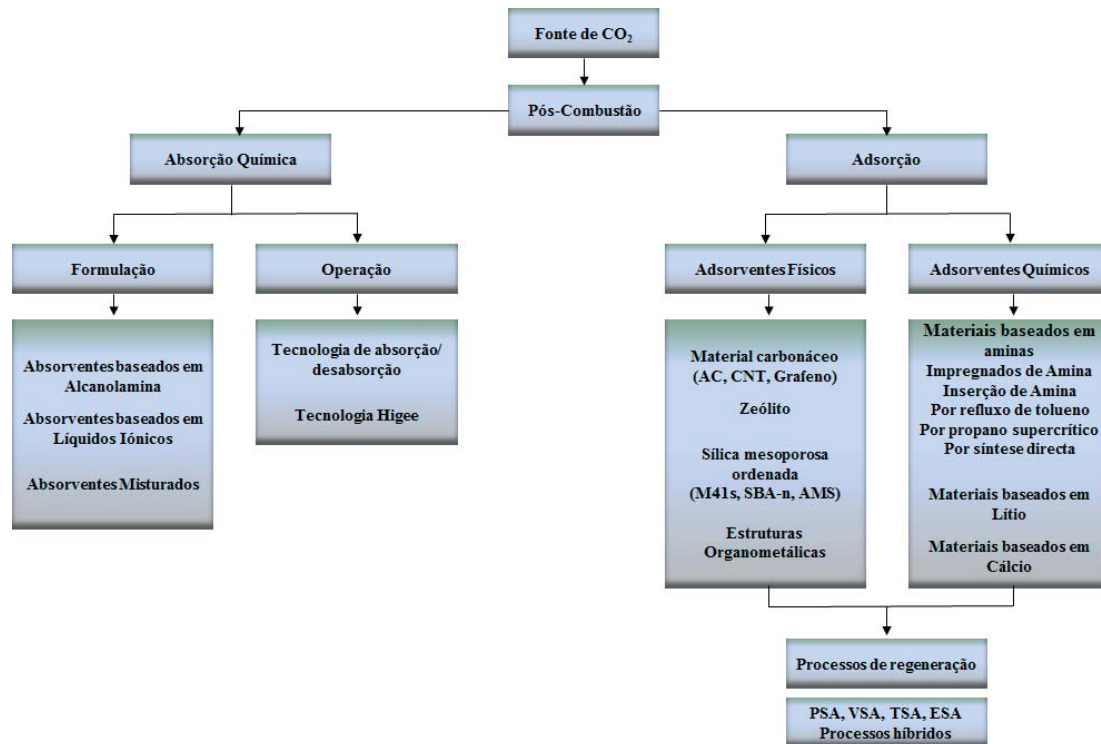 Fonte de CO₂
Pós-Combustão
Absorção Química
Adsorção
Formulação
Operação
Adsorventes Físicos
Adsorventes Químicos
Absorventes baseados em
Alcanolamina
Absorventes baseados em
Líquidos Iónicos
Absorventes Misturados
Tecnologia de absorção/
desabsorção
Tecnologia Higee
Material carbonáceo
(AC, CNT, Grafeno)
Zeólito
Sílica mesoporosa
ordenada
(M41s, SBA-n, AMS)
Estruturas
Organometálicas
Materiais baseados em
aminas
Impregnados de Amina
Inserção de Amina
Por refluxo de tolueno
Por propano supercrítico
Por síntese directa
Materiais baseados em
Lítio
Materiais baseados em
Cálcio
Processos de regeneração
PSA, VSA, TSA, ESA
Processos híbridos